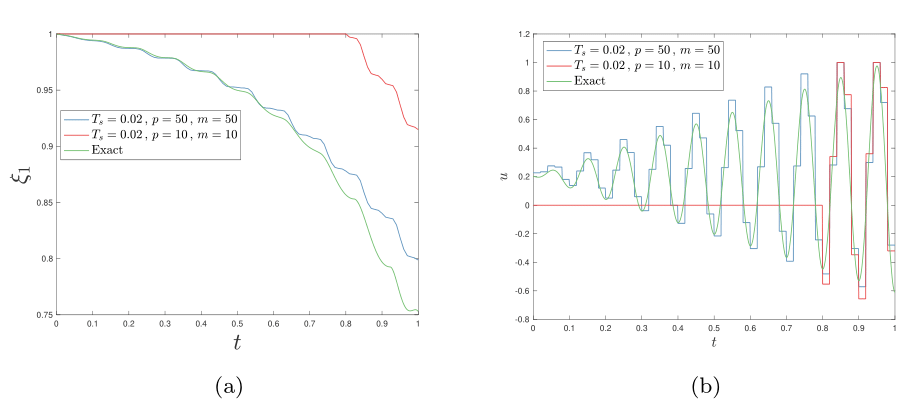 1
0.95
0.9
0.85
0.8
0.75
0 0.1 0.2 0.3 0.4 0.5 0.6 0.7 0.8 0.9 1
ξ₁
t
Tₛ = 0.02 , p = 50 , m = 50
Tₛ = 0.02 , p = 10 , m = 10
Exact
(a)
1.2
1
0.8
0.6
0.4
0.2
0
-0.2
-0.4
-0.6
-0.8
0 0.1 0.2 0.3 0.4 0.5 0.6 0.7 0.8 0.9 1
u
t
Tₛ = 0.02 , p = 50 , m = 50
Tₛ = 0.02 , p = 10 , m = 10
Exact
(b)